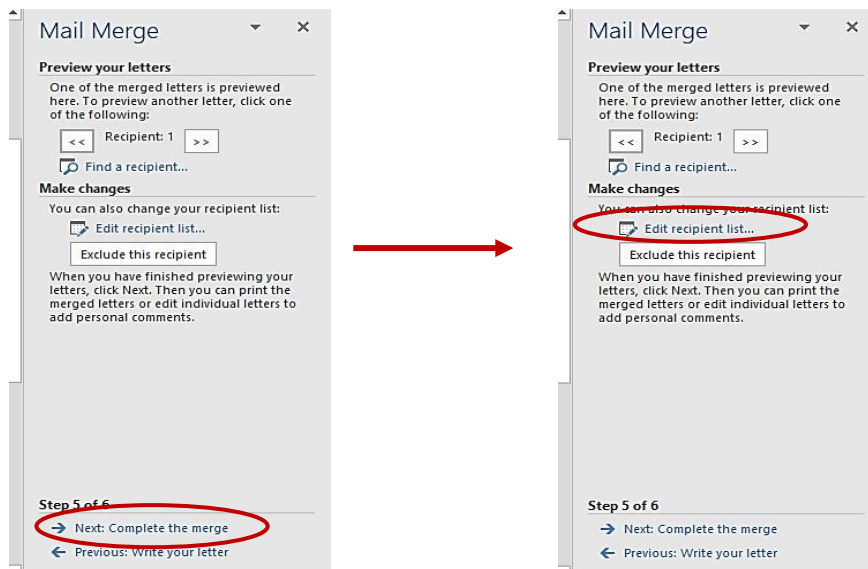 Mail Merge
Preview your letters
One of the merged letters is previewed
here. To preview another letter, click one
of the following:
<< Recipient: 1 >>
Find a recipient...
Make changes
You can also change your recipient list:
Edit recipient list...
Exclude this recipient
When you have finished previewing your
letters, click Next. Then you can print the
merged letters or edit individual letters to
add personal comments.
Step 5 of 6
Next: Complete the merge
Previous: Write your letter
Mail Merge
Preview your letters
One of the merged letters is previewed
here. To preview another letter, click one
of the following:
<< Recipient: 1 >>
Find a recipient...
Make changes
You can also change your recipient list:
Edit recipient list...
Exclude this recipient
When you have finished previewing your
letters, click Next. Then you can print the
merged letters or edit individual letters to
add personal comments.
Step 5 of 6
Next: Complete the merge
Previous: Write your letter